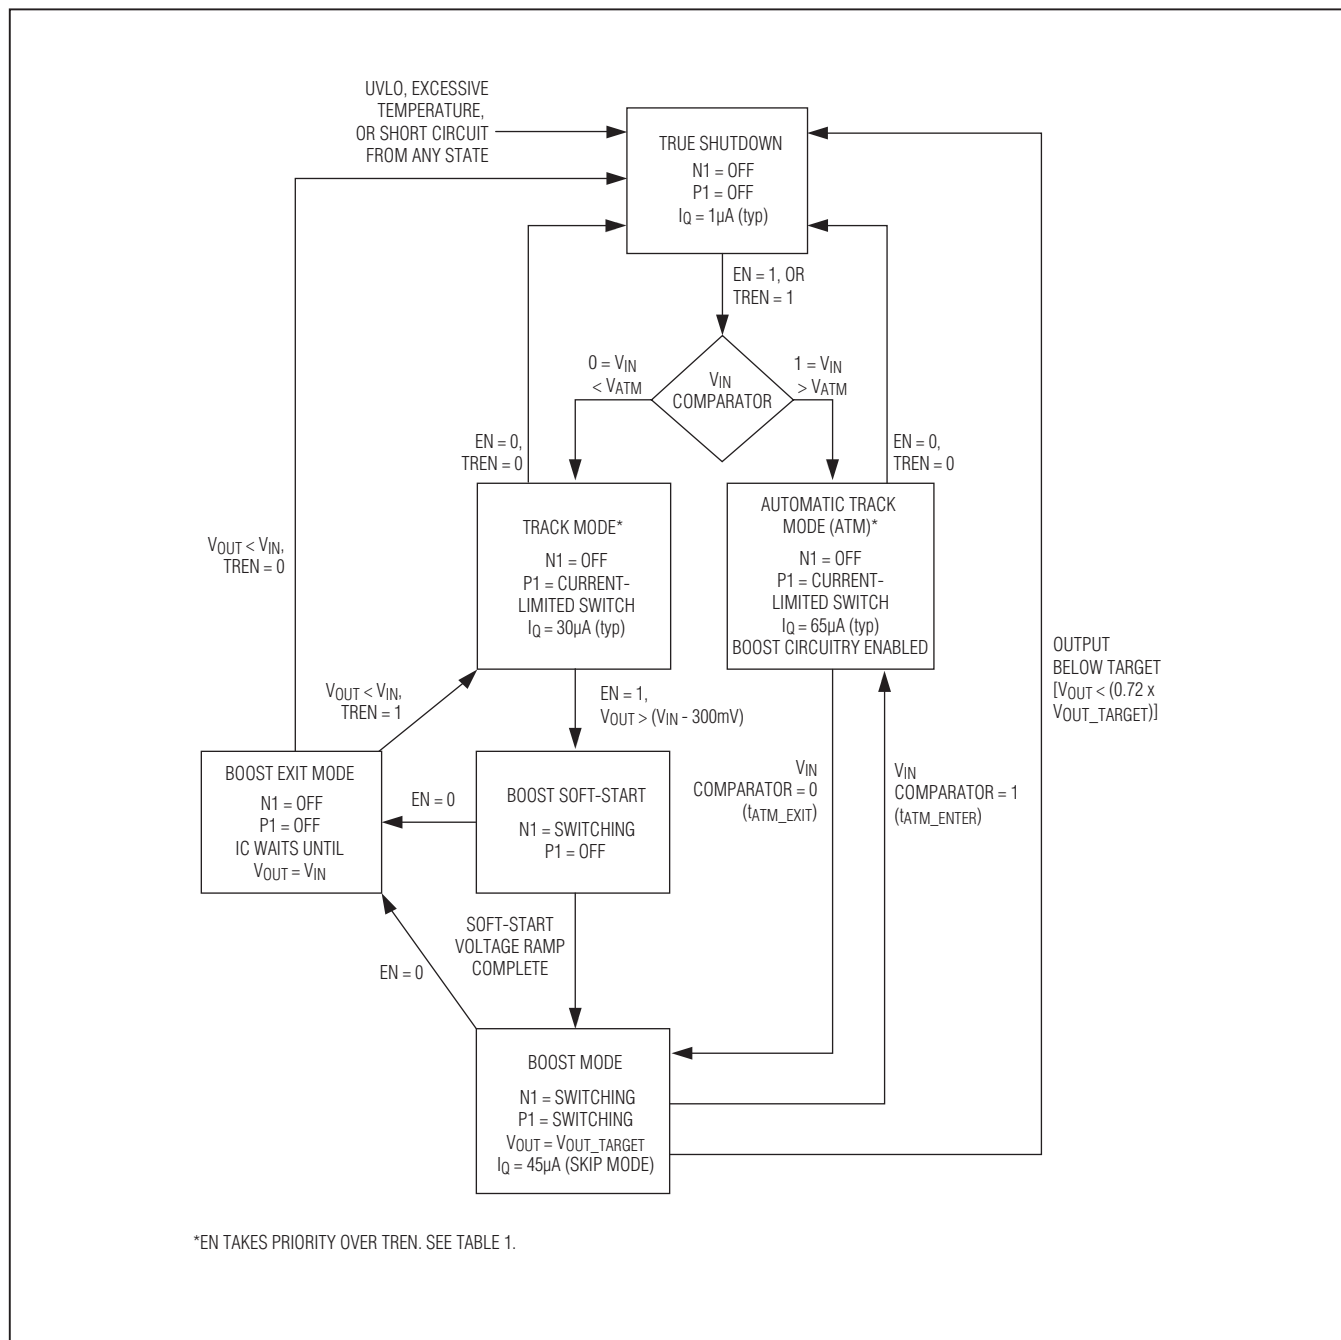 UVLO, EXCESSIVE
TEMPERATURE,
OR SHORT CIRCUIT
FROM ANY STATE
TRUE SHUTDOWN
N1 = OFF
P1 = OFF
IQ = 1µA (typ)
EN = 1, OR
TREN = 1
0 = VIN
< VATM
VIN
COMPARATOR
1 = VIN
> VATM
EN = 0,
TREN = 0
EN = 0,
TREN = 0
TRACK MODE*
N1 = OFF
P1 = CURRENT-
LIMITED SWITCH
IQ = 30µA (typ)
AUTOMATIC TRACK
MODE (ATM)*
N1 = OFF
P1 = CURRENT-
LIMITED SWITCH
IQ = 65µA (typ)
BOOST CIRCUITRY ENABLED
VOUT < VIN,
TREN = 0
OUTPUT
BELOW TARGET
[VOUT < (0.72 x
VOUT_TARGET)]
VOUT < VIN,
TREN = 1
EN = 1,
VOUT > (VIN - 300mV)
BOOST EXIT MODE
N1 = OFF
P1 = OFF
IC WAITS UNTIL
VOUT = VIN
EN = 0
BOOST SOFT-START
N1 = SWITCHING
P1 = OFF
VIN
COMPARATOR = 0
(tATM_EXIT)
VIN
COMPARATOR = 1
(tATM_ENTER)
SOFT-START
VOLTAGE RAMP
COMPLETE
EN = 0
BOOST MODE
N1 = SWITCHING
P1 = SWITCHING
VOUT = VOUT_TARGET
IQ = 45µA (SKIP MODE)
*EN TAKES PRIORITY OVER TREN. SEE TABLE 1.